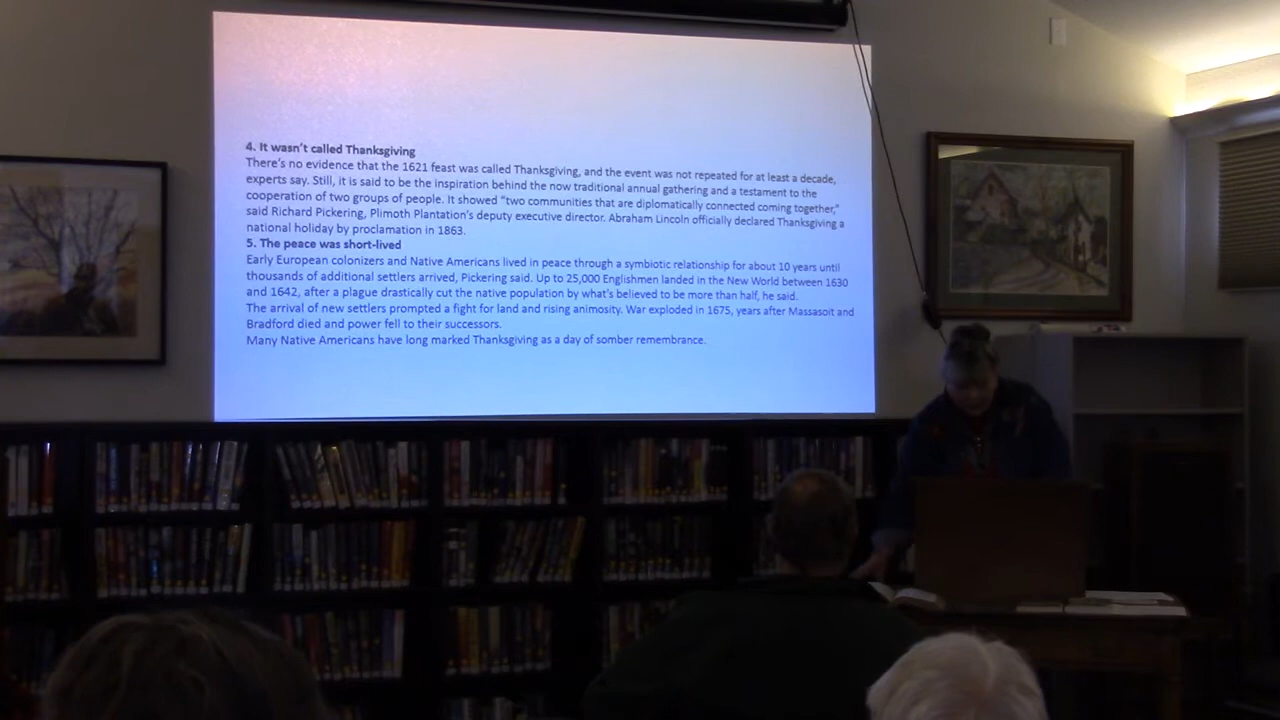 4. It wasn't called Thanksgiving
There's no evidence that the 1621 feast was called Thanksgiving, and the event was not repeated for at least a decade,
experts say. Still, it is said to be the inspiration behind the now traditional annual gathering and a testament to the
cooperation of two groups of people. It showed "two communities that are diplomatically connected coming together,"
said Richard Pickering, Plimoth Plantation's deputy executive director. Abraham Lincoln officially declared Thanksgiving a
national holiday by proclamation in 1863.
5. The peace was short-lived
Early European colonizers and Native Americans lived in peace through a symbiotic relationship for about 10 years until
thousands of additional settlers arrived, Pickering said. Up to 25,000 Englishmen landed in the New World between 1630
and 1642, after a plague drastically cut the native population by what's believed to be more than half, he said.
The arrival of new settlers prompted a fight for land and rising animosity. War exploded in 1675, years after Massasoit and
Bradford died and power fell to their successors.
Many Native Americans have long marked Thanksgiving as a day of somber remembrance.